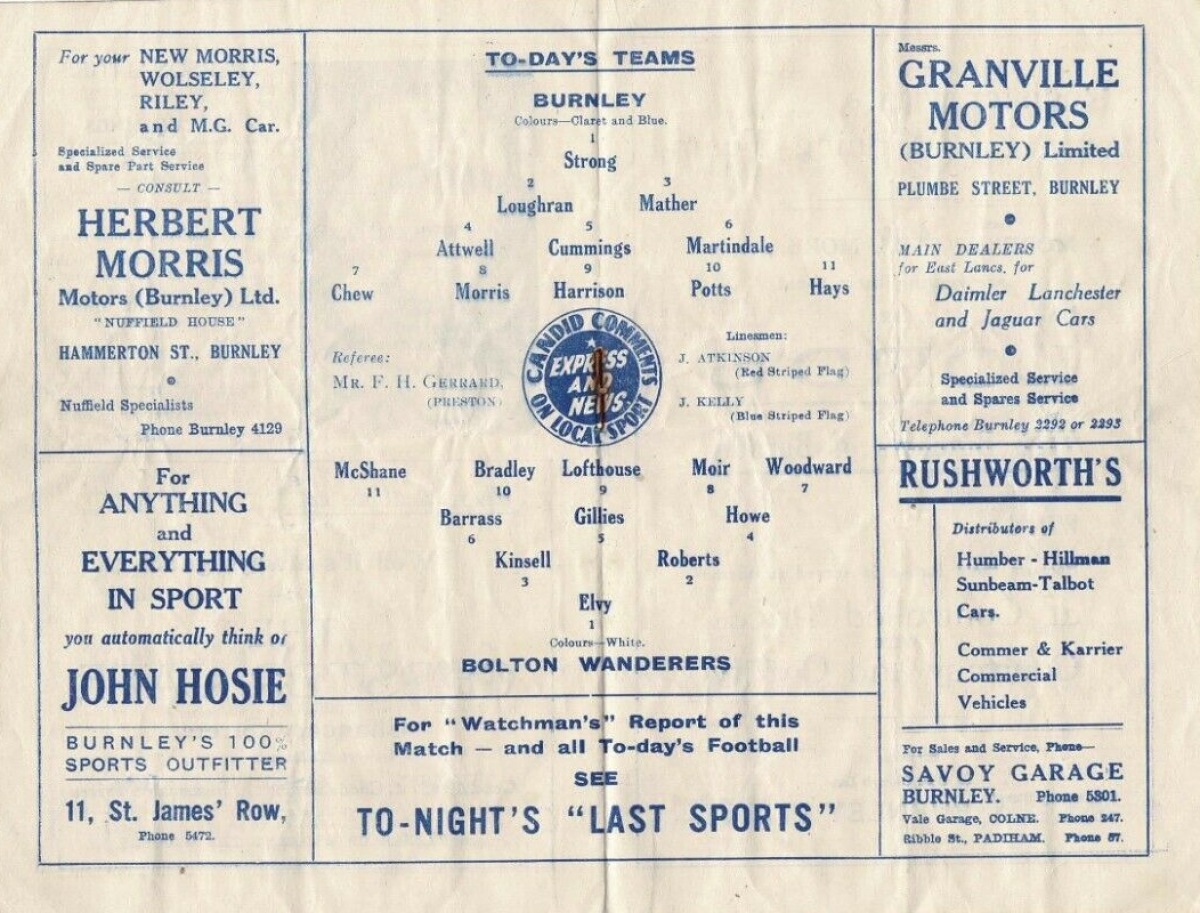 For your NEW MORRIS,
WOLSELEY,
RILEY,
and M.G. Car.
Specialized Service
and Spare Part Service
— CONSULT —
HERBERT
MORRIS
Motors (Burnley) Ltd.
"NUFFIELD HOUSE"
HAMMERTON ST., BURNLEY
Nuffield Specialists
Phone Burnley 4129
For
ANYTHING
and
EVERYTHING
IN SPORT
you automatically think of
JOHN HOSIE
BURNLEY'S 100%
SPORTS OUTFITTER
11, St. James' Row,
Phone 5472.
TO-DAY'S TEAMS
BURNLEY
Colours—Claret and Blue.
1
Strong
2 3
Loughran Mather
4 5 6
Attwell Cummings Martindale
7 8 9 10 11
Chew Morris Harrison Potts Hays
Referee:
MR. F. H. GERRARD,
(PRESTON)
CANDID COMMENTS
EXPRESS
AND
NEWS
ON LOCAL SPORT
Linesmen:
J. ATKINSON
(Red Striped Flag)
J. KELLY
(Blue Striped Flag)
McShane Bradley Lofthouse Moir Woodward
11 10 9 8 7
Barrass Gillies Howe
6 5 4
Kinsell Roberts
3 2
Elvy
1
Colours—White.
BOLTON WANDERERS
For "Watchman's" Report of this
Match — and all To-day's Football
SEE
TO-NIGHT'S "LAST SPORTS"
Messrs.
GRANVILLE
MOTORS
(BURNLEY) Limited
PLUMBE STREET, BURNLEY
MAIN DEALERS
for East Lancs. for
Daimler Lanchester
and Jaguar Cars
Specialized Service
and Spares Service
Telephone Burnley 2292 or 2293
RUSHWORTH'S
Distributors of
Humber - Hillman
Sunbeam-Talbot
Cars.
Commer & Karrier
Commercial
Vehicles
For Sales and Service, Phone—
SAVOY GARAGE
BURNLEY. Phone 5301.
Vale Garage, COLNE. Phone 247.
Ribble St., PADIHAM. Phone 57.